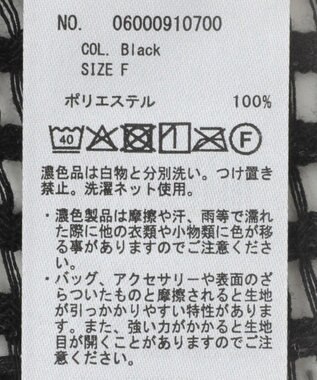 NO. 06000910700
COL. Black
SIZE F
ポリエステル 100%
40 F
濃色品は白物と分別洗い。つけ置き
禁止。洗濯ネット使用。
・濃色製品は摩擦や汗、雨等で濡れ
た際に他の衣類や小物類に色が移
る事がありますのでご注意くださ
い。
・バッグ、アクセサリーや表面のざ
らついたものと摩擦されると生地
が引っかかりやすい特性がありま
す。また、強い力がかかると生地
目が開くことがありますのでご注
意ください。